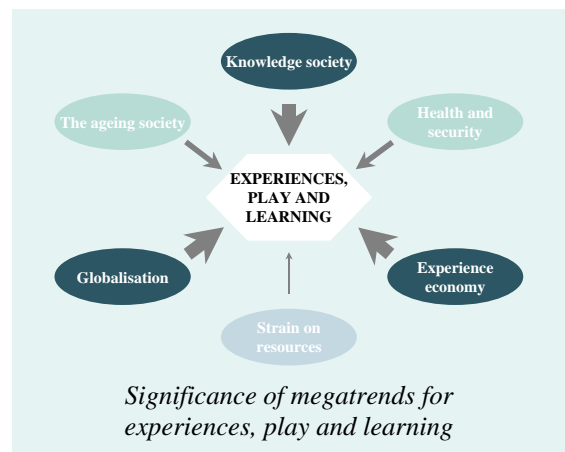 Knowledge society
The ageing society
Health and
security
EXPERIENCES,
PLAY AND
LEARNING
Globalisation
Experience
economy
Strain on
resources
Significance of megatrends for
experiences, play and learning